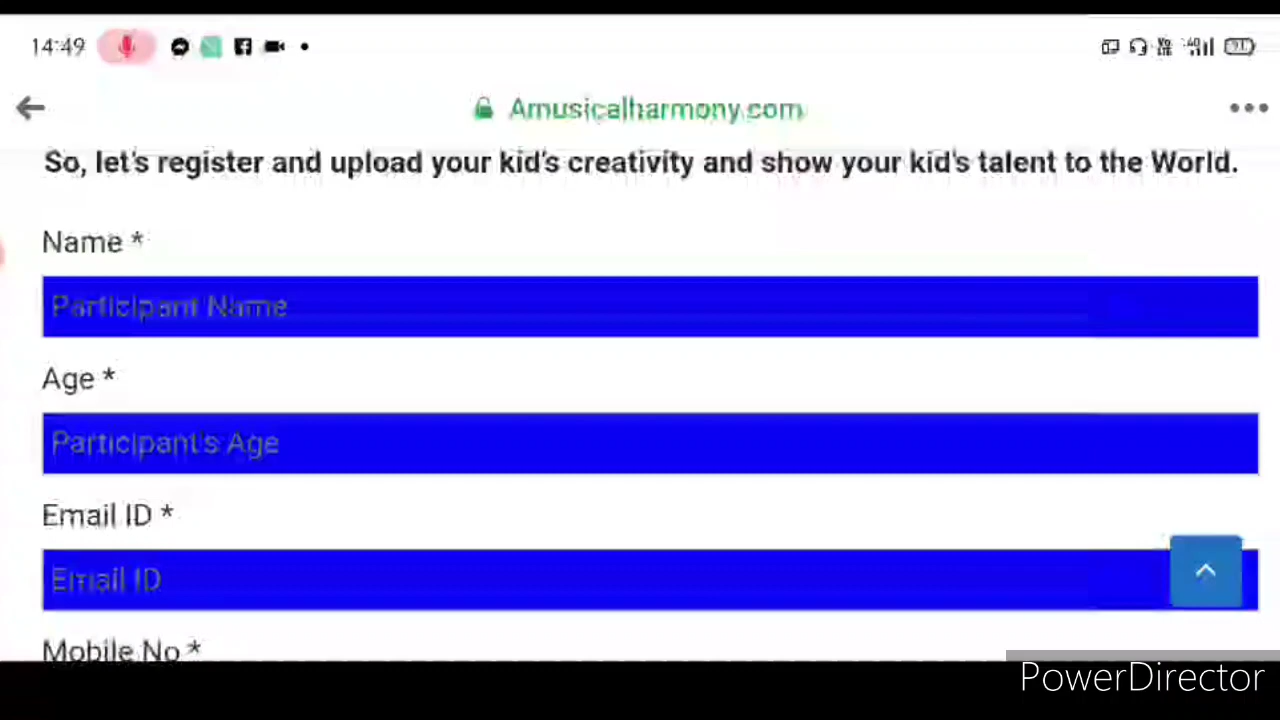 14:49
Amusicalharmony.com
So, let's register and upload your kid's creativity and show your kid's talent to the World.
Name *
Participant Name
Age *
Participant's Age
Email ID *
Email ID
Mobile No *
PowerDirector